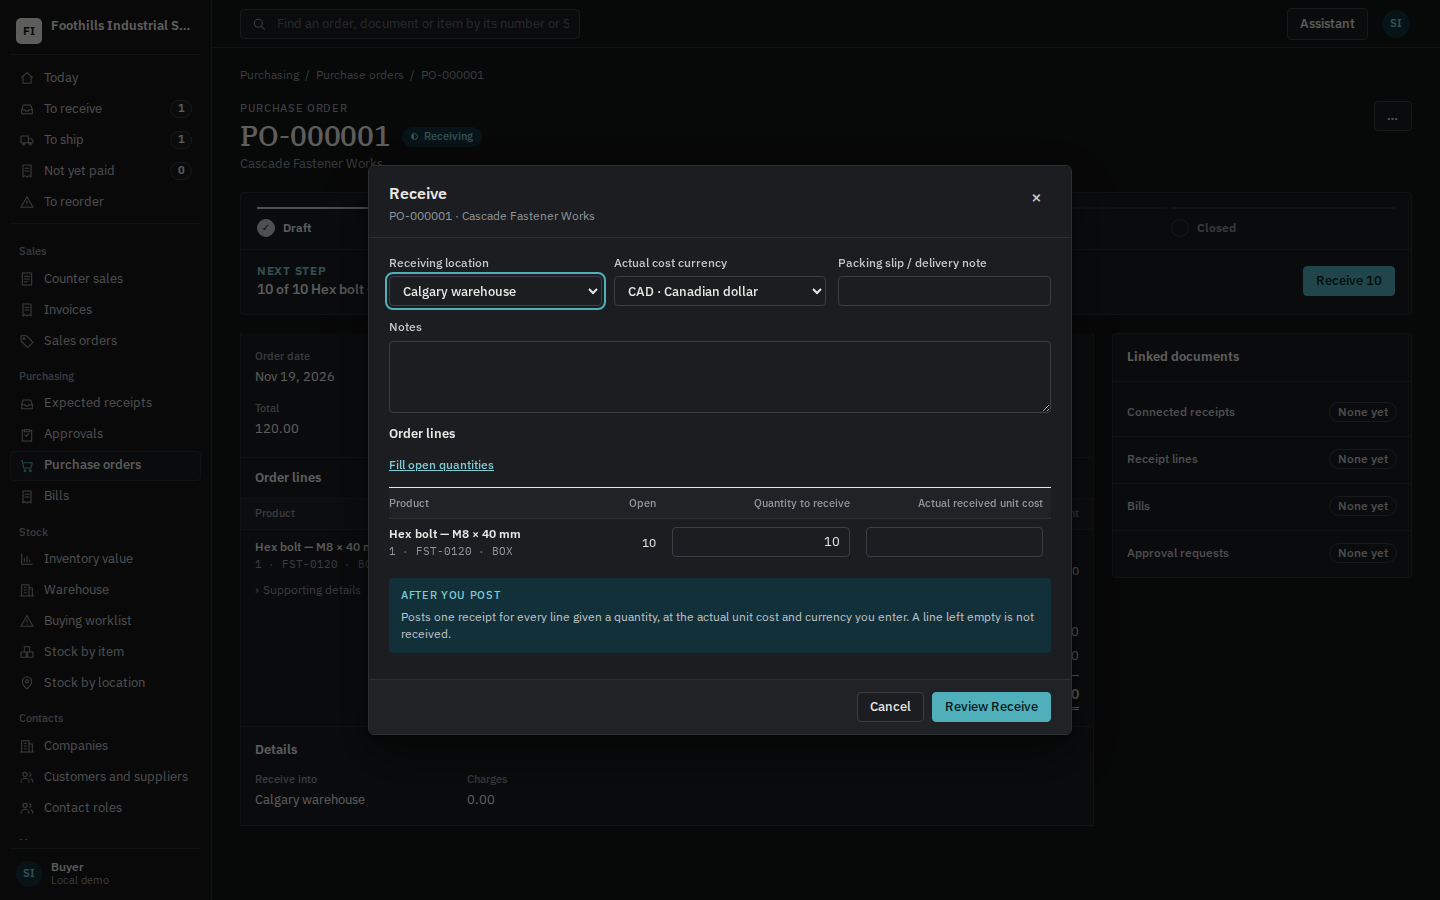 FI
Foothills Industrial S...
Find an order, document or item by its number or S
Assistant
SI
Today
To receive 1
To ship 1
Not yet paid 0
To reorder
Sales
Counter sales
Invoices
Sales orders
Purchasing
Expected receipts
Approvals
Purchase orders
Bills
Stock
Inventory value
Warehouse
Buying worklist
Stock by item
Stock by location
Contacts
Companies
Customers and suppliers
Contact roles
SI
Buyer
Local demo
Purchasing / Purchase orders / PO-000001
PURCHASE ORDER
PO-000001 Receiving
...
Cascade Fastener Works
Draft
Closed
NEXT STEP
10 of 10 Hex bolt
Receive 10
Order date
Nov 19, 2026
Total
120.00
Order lines
Product
Hex bolt — M8 × 40 m
1 · FST-0120 · BO
Supporting details
Details
Receive into
Calgary warehouse
Charges
0.00
Linked documents
Connected receipts None yet
Receipt lines None yet
Bills None yet
Approval requests None yet
Receive
×
PO-000001 · Cascade Fastener Works
Receiving location
Calgary warehouse
Actual cost currency
CAD · Canadian dollar
Packing slip / delivery note
Notes
Order lines
Fill open quantities
Product Open Quantity to receive Actual received unit cost
Hex bolt — M8 × 40 mm
1 · FST-0120 · BOX
10 10
AFTER YOU POST
Posts one receipt for every line given a quantity, at the actual unit cost and currency you enter. A line left empty is not
received.
Cancel
Review Receive